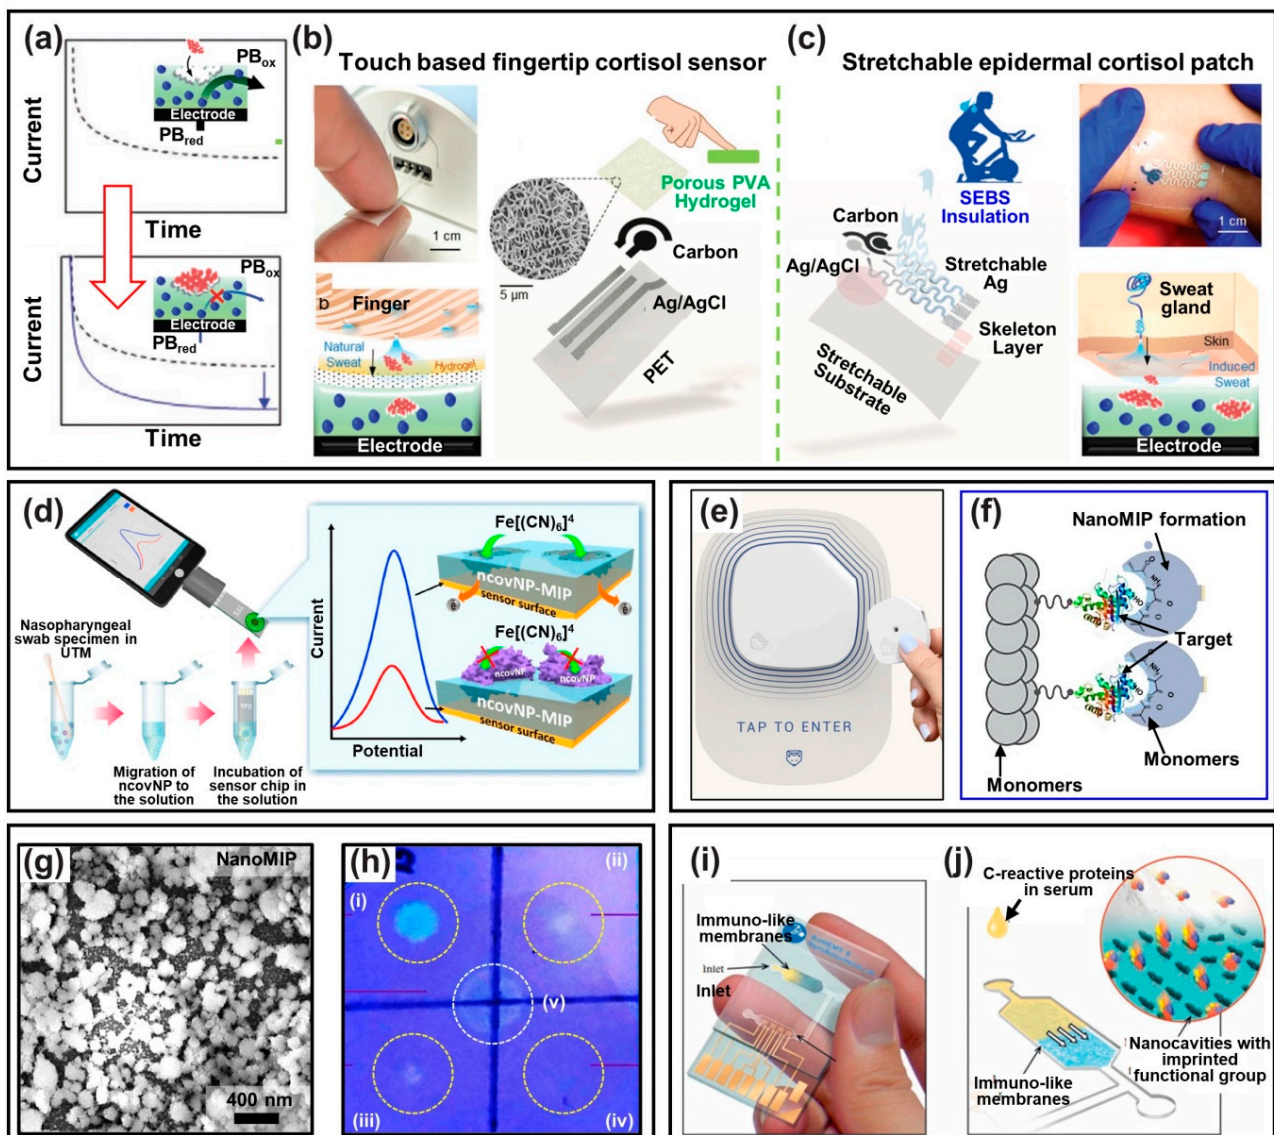 (a)
PBox
Electrode
PBred
Current
Time
PBox
Electrode
PBred
Current
Time
(b)
Touch based fingertip cortisol sensor
1 cm
Porous PVA
Hydrogel
Carbon
5 µm
Ag/AgCl
PET
b
Finger
Natural
Sweat
Hydrogel
Electrode
(c)
Stretchable epidermal cortisol patch
SEBS
Insulation
Carbon
Ag/AgCl
Stretchable
Ag
Skeleton
Layer
Stretchable
Substrate
1 cm
Sweat
gland
Skin
Induced
Sweat
Electrode
(d)
Nasopharyngeal
swab specimen in
UTM
Migration of
ncovNP to
the solution
Incubation of
sensor chip in
the solution
Current
Potential
Fe[(CN)6]4
ncovNP-MIP
sensor surface
e
e
Fe[(CN)6]4
ncovNP
ncovNP
ncovNP-MIP
sensor surface
(e)
TAP TO ENTER
(f)
NanoMIP formation
Target
Monomers
Monomers
(g)
NanoMIP
400 nm
(h)
(i)
(ii)
(v)
(iii)
(iv)
(i)
Immuno-like
membranes
Inlet
Inlet
(j)
C-reactive proteins
in serum
Nanocavities with
imprinted
functional group
Immuno-like
membranes